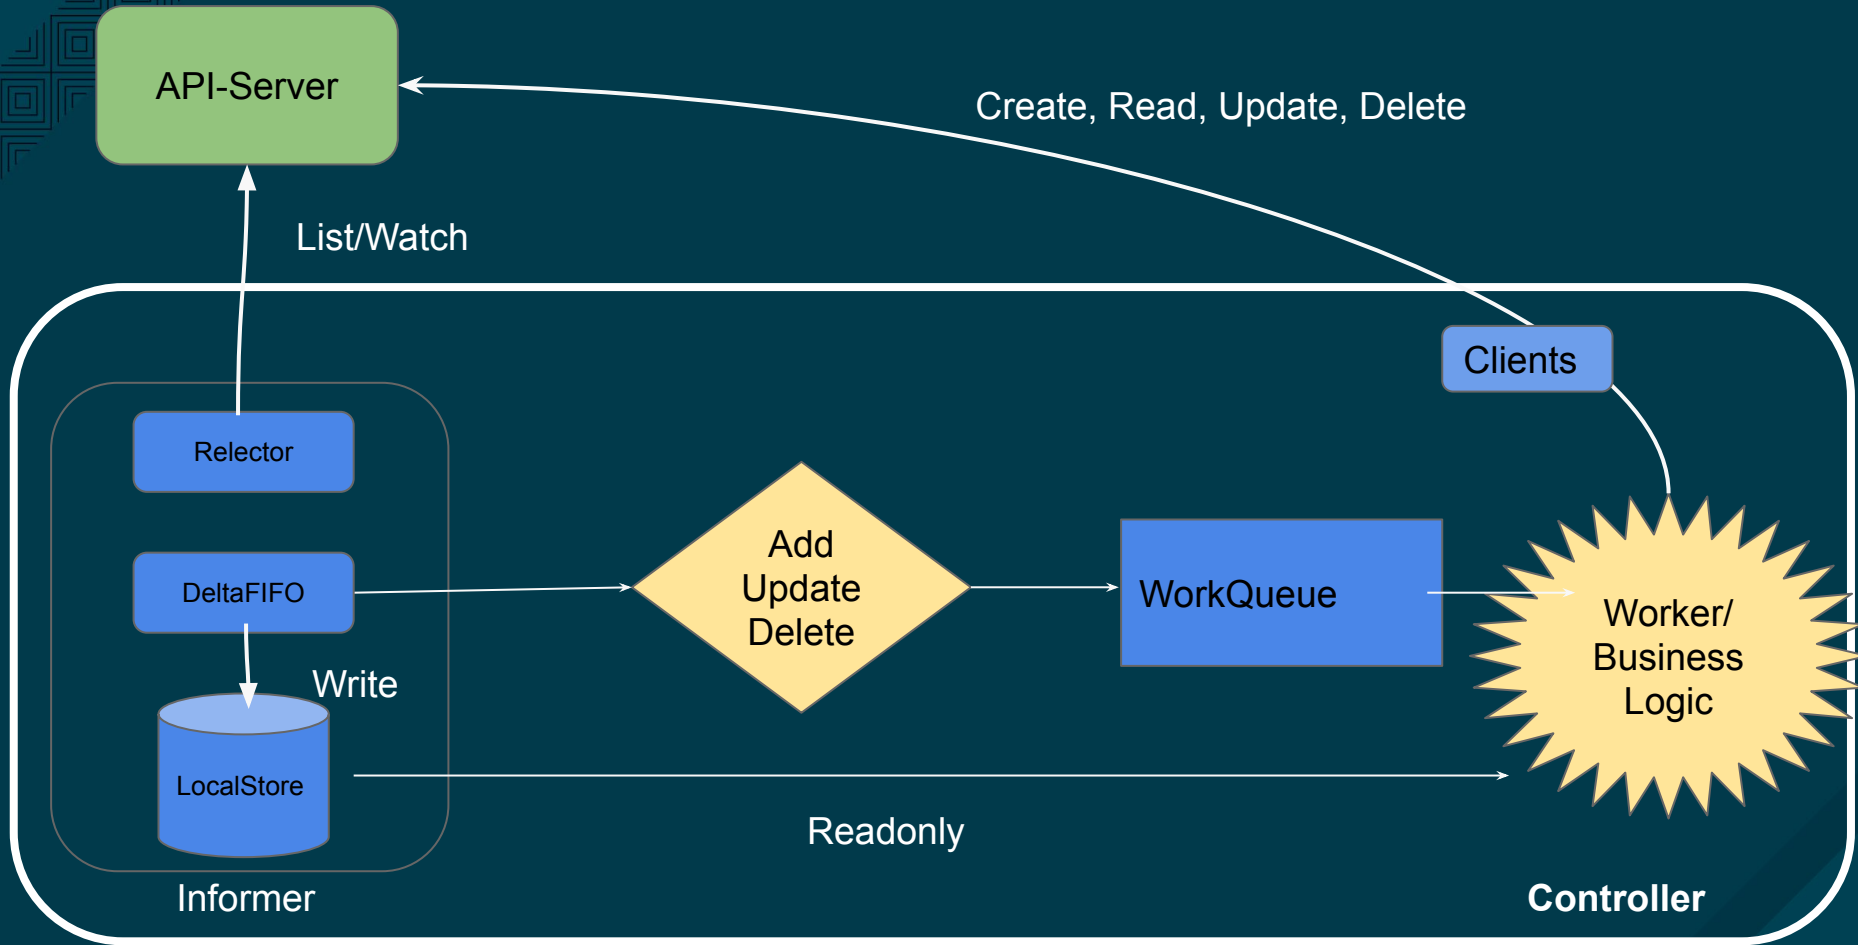 API-Server
Create, Read, Update, Delete
List/Watch
Clients
Relector
DeltaFIFO
Add
Update
Delete
WorkQueue
Worker/
Business
Logic
Write
LocalStore
Readonly
Informer
Controller